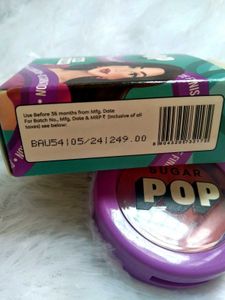 Use Before 36 months from Mfg. Date
For Batch No., Mfg. Date & MRP ₹ (Inclusive of all
taxes) see below:
BAU54|05/24|249.00
SUGAR
POP